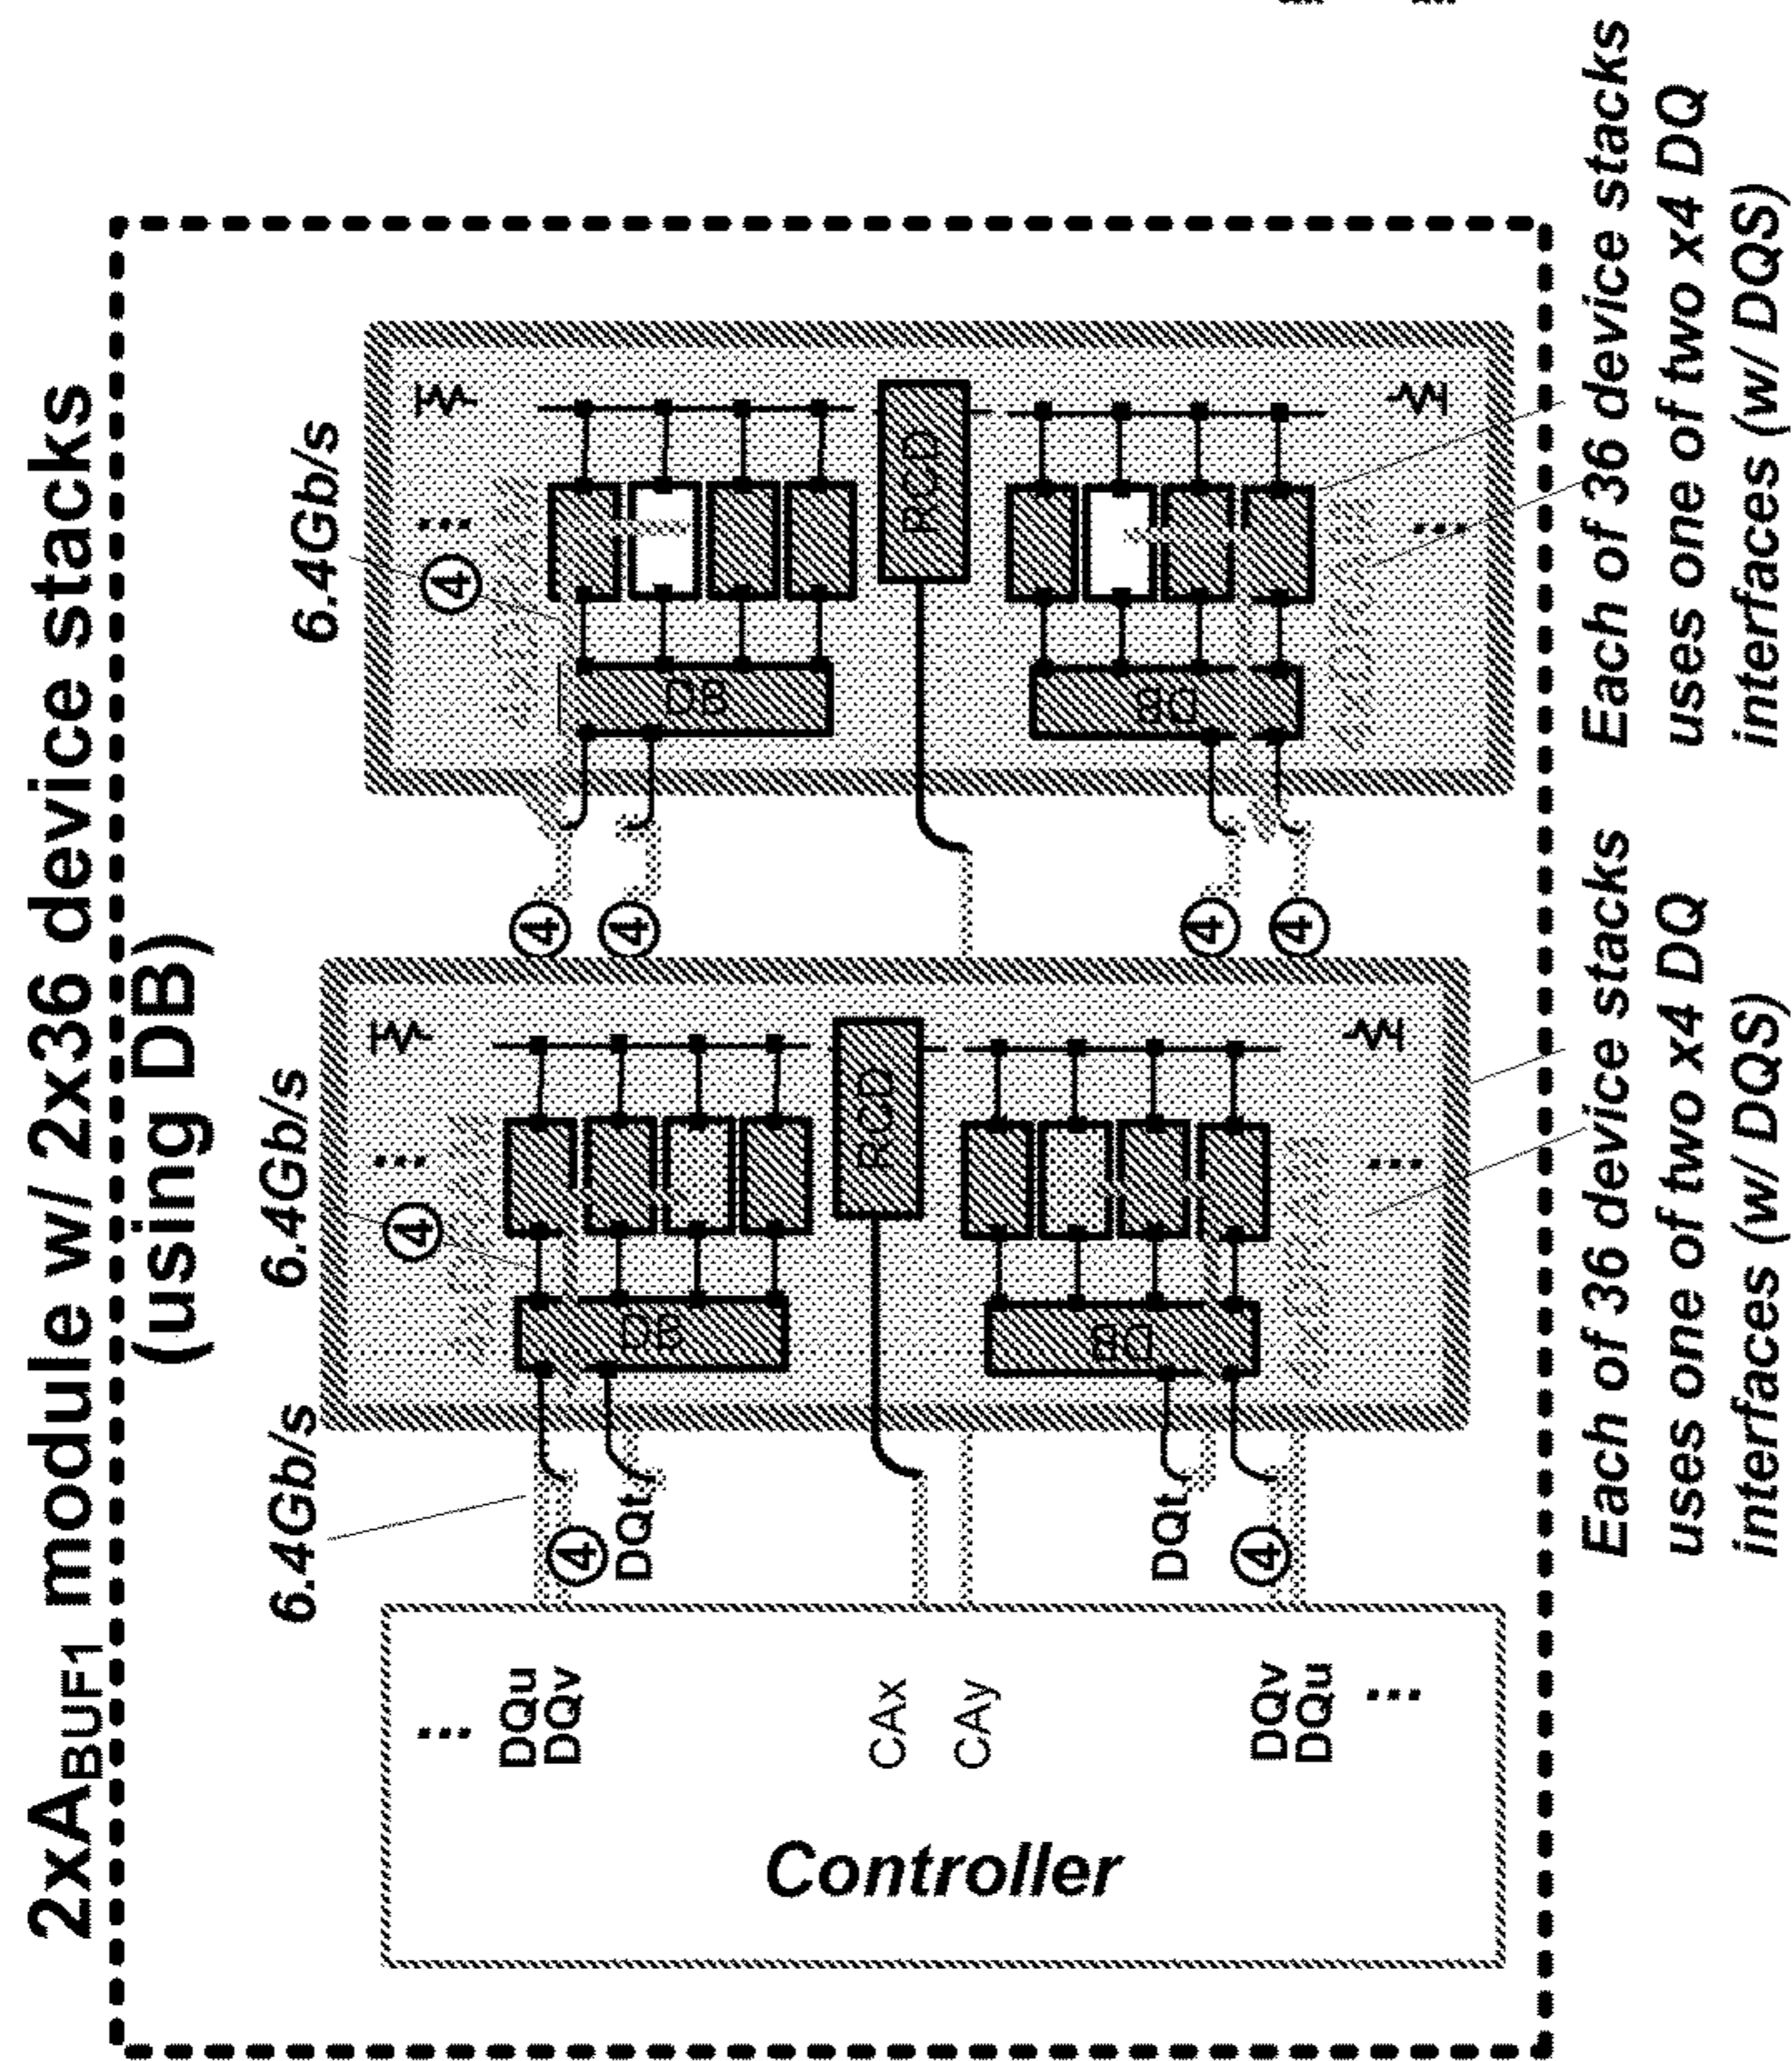 2xABUF1 module w/ 2x36 device stacks
(using DB)
6.4Gb/s
6.4Gb/s
6.4Gb/s
...
DQu
DQv
CAx
CAy
DQv
DQu
...
Controller
④
DQt
DQt
④
...
④
DB
RCD
DB
...
④
④
④
④
...
④
DB
RCD
DB
...
Each of 36 device stacks
uses one of two x4 DQ
interfaces (w/ DQS)
Each of 36 device stacks
uses one of two x4 DQ
interfaces (w/ DQS)